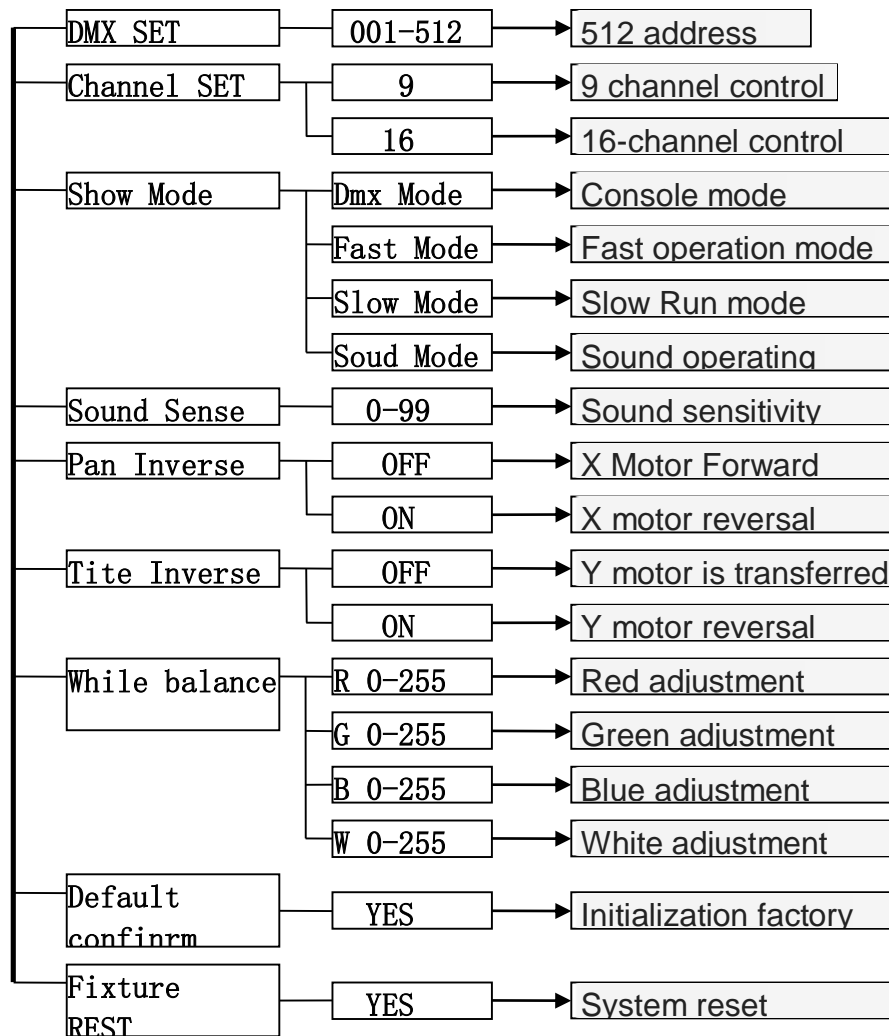 DMX SET 001-512 512 address
Channel SET 9 9 channel control
16 16-channel control
Show Mode Dmx Mode Console mode
Fast Mode Fast operation mode
Slow Mode Slow Run mode
Soud Mode Sound operating
Sound Sense 0-99 Sound sensitivity
Pan Inverse OFF X Motor Forward
ON X motor reversal
Tite Inverse OFF Y motor is transferred
ON Y motor reversal
While balance R 0-255 Red adjustment
G 0-255 Green adjustment
B 0-255 Blue adjustment
W 0-255 White adjustment
Default
confinrm YES Initialization factory
Fixture
REST YES System reset